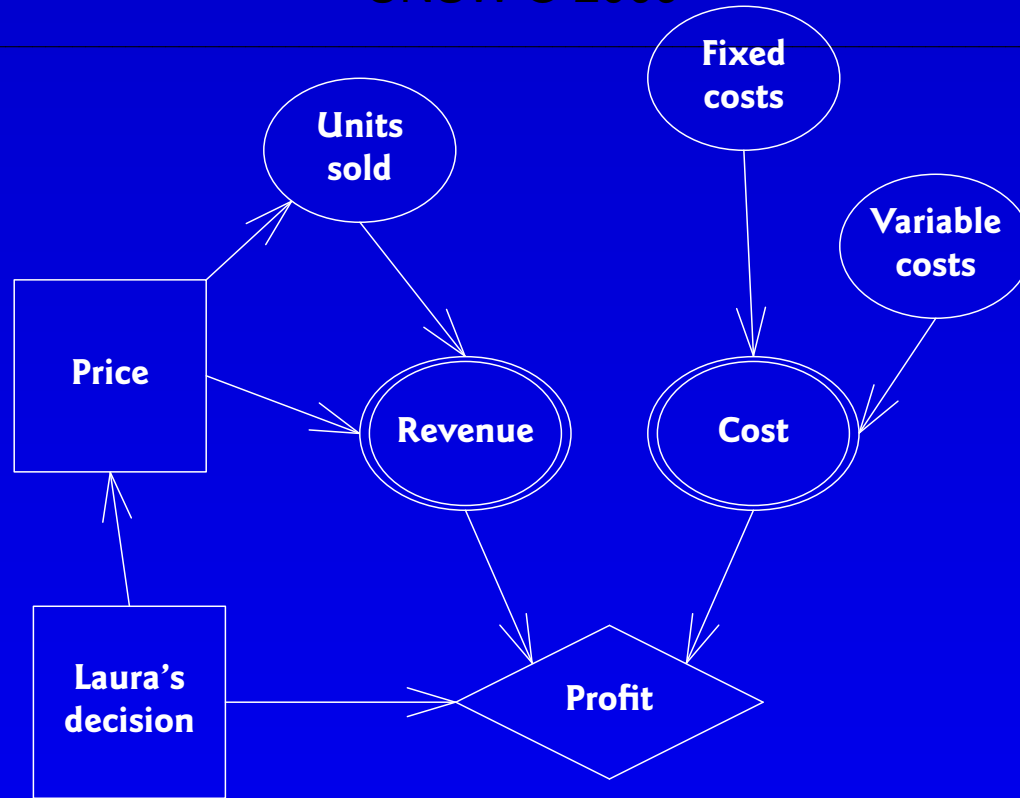 Fixed
costs
Units
sold
Variable
costs
Price
Revenue
Cost
Laura’s
decision
Profit